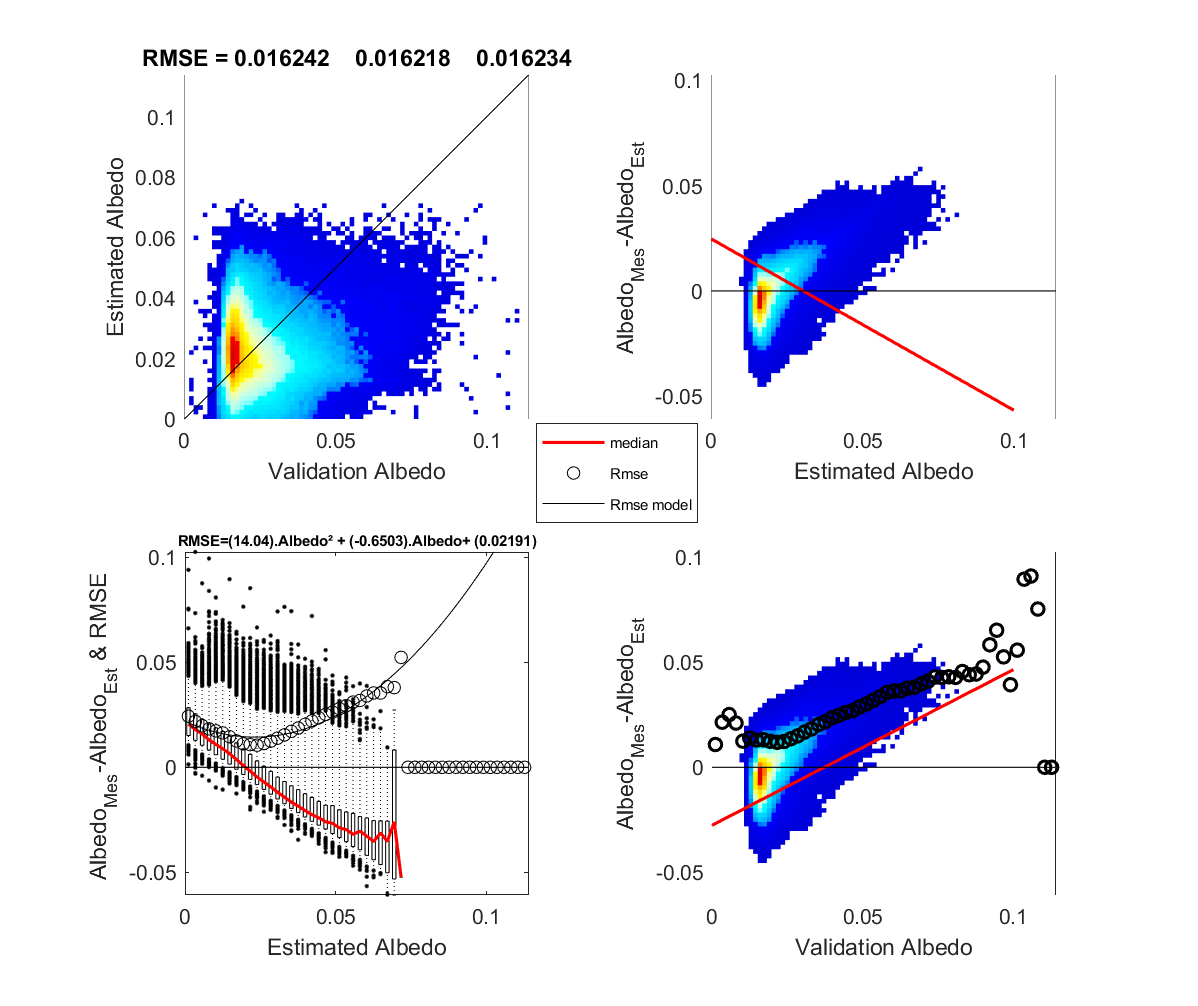 RMSE = 0.016242 0.016218 0.016234
0.1
0.08
0.06
0.04
0.02
0
0 0.05 0.1
Estimated Albedo
Validation Albedo
0.1
0.05
0
-0.05
0 0.05 0.1
Albedo_Mes-Albedo_Est
Estimated Albedo
median
Rmse
Rmse model
RMSE=(14.04).Albedo² + (-0.6503).Albedo+ (0.02191)
0.1
0.05
0
-0.05
0 0.05 0.1
Albedo_Mes-Albedo_Est & RMSE
Estimated Albedo
0.1
0.05
0
-0.05
0 0.05 0.1
Albedo_Mes-Albedo_Est
Validation Albedo